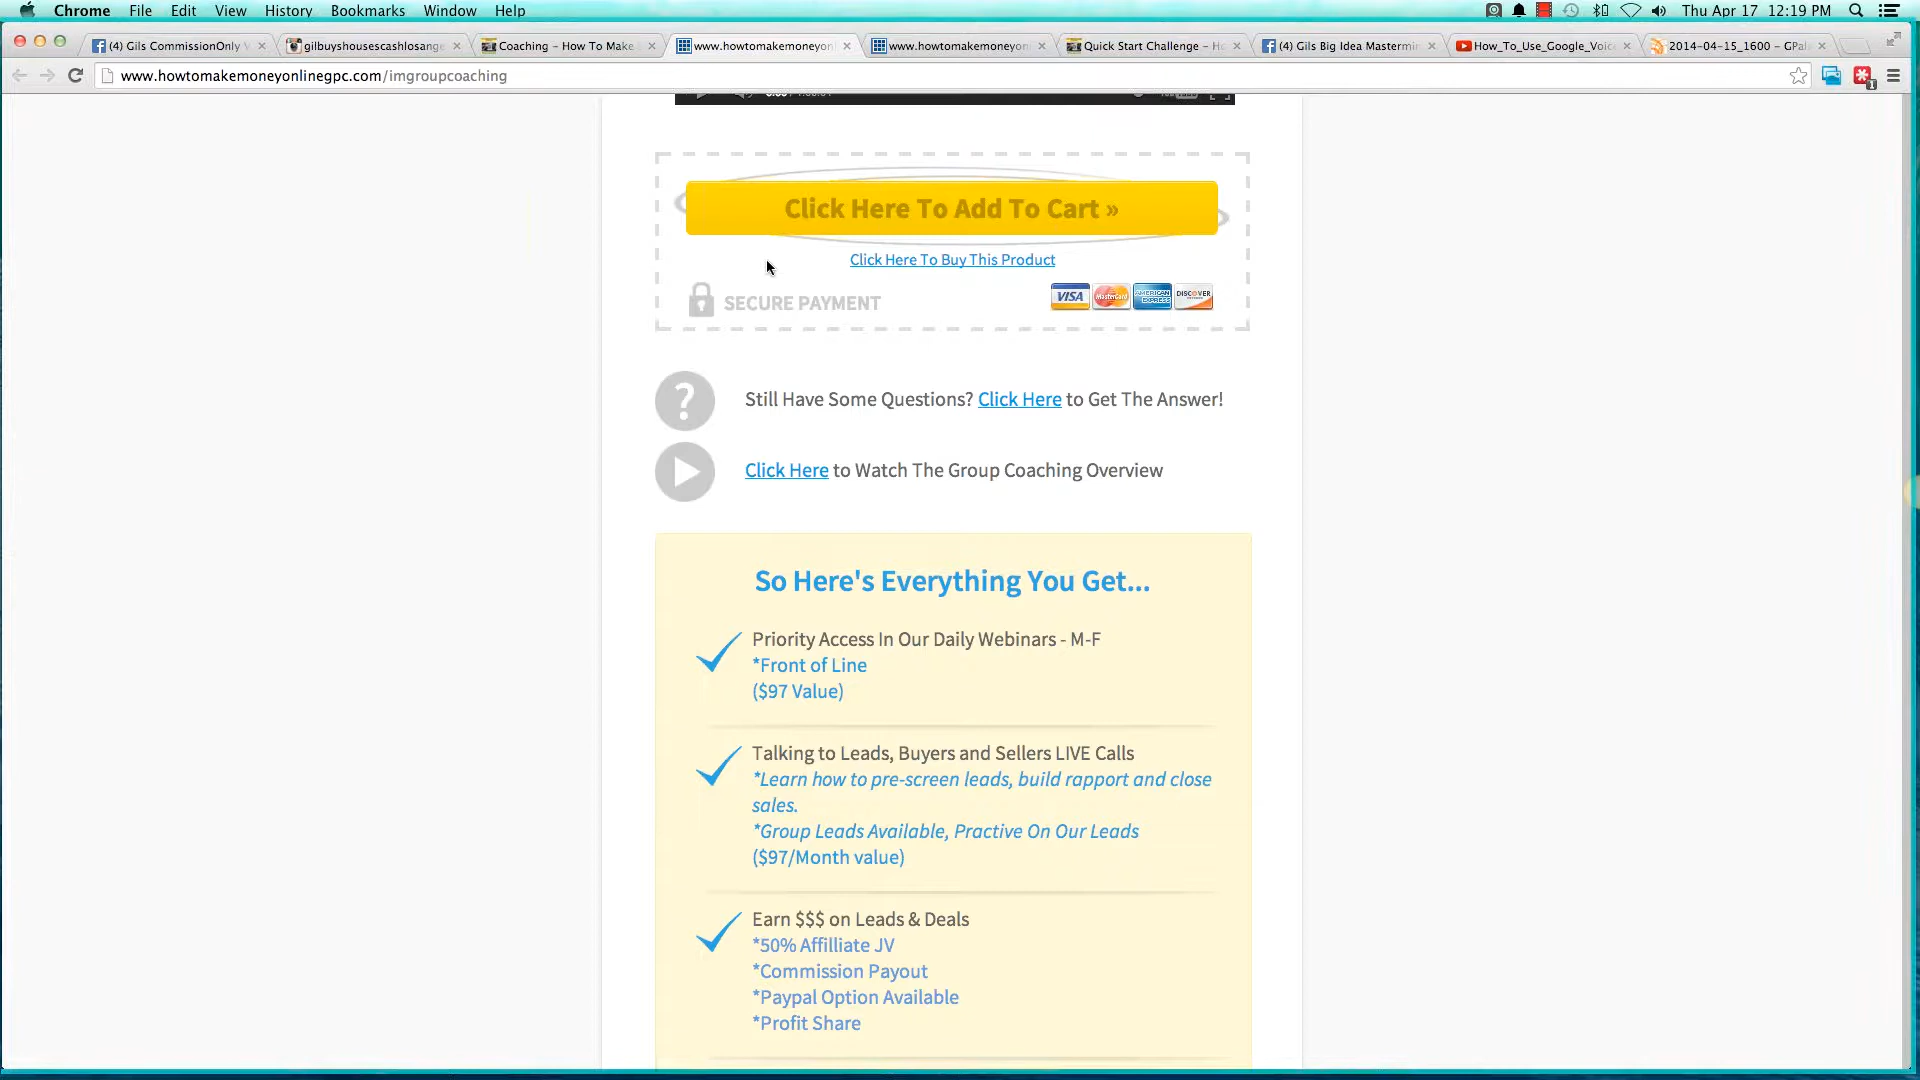 Chrome File Edit View History Bookmarks Window Help Thu Apr 17 12:19 PM
(4) Gils CommissionOnly V
gilbuyshousescashlosange
Coaching – How To Make
www.howtomakemoneyon
www.howtomakemoneyon
Quick Start Challenge – Ho
(4) Gils Big Idea Mastermin
How_To_Use_Google_Voice
2014-04-15_1600 – GPal
www.howtomakemoneyonlinegpc.com/imgroupcoaching
Click Here To Add To Cart »
Click Here To Buy This Product
SECURE PAYMENT
VISA MasterCard AMERICAN EXPRESS DISCOVER
Still Have Some Questions? Click Here to Get The Answer!
Click Here to Watch The Group Coaching Overview
So Here's Everything You Get...
Priority Access In Our Daily Webinars - M-F
*Front of Line
($97 Value)
Talking to Leads, Buyers and Sellers LIVE Calls
*Learn how to pre-screen leads, build rapport and close
sales.
*Group Leads Available, Practive On Our Leads
($97/Month value)
Earn $$$ on Leads & Deals
*50% Affilliate JV
*Commission Payout
*Paypal Option Available
*Profit Share